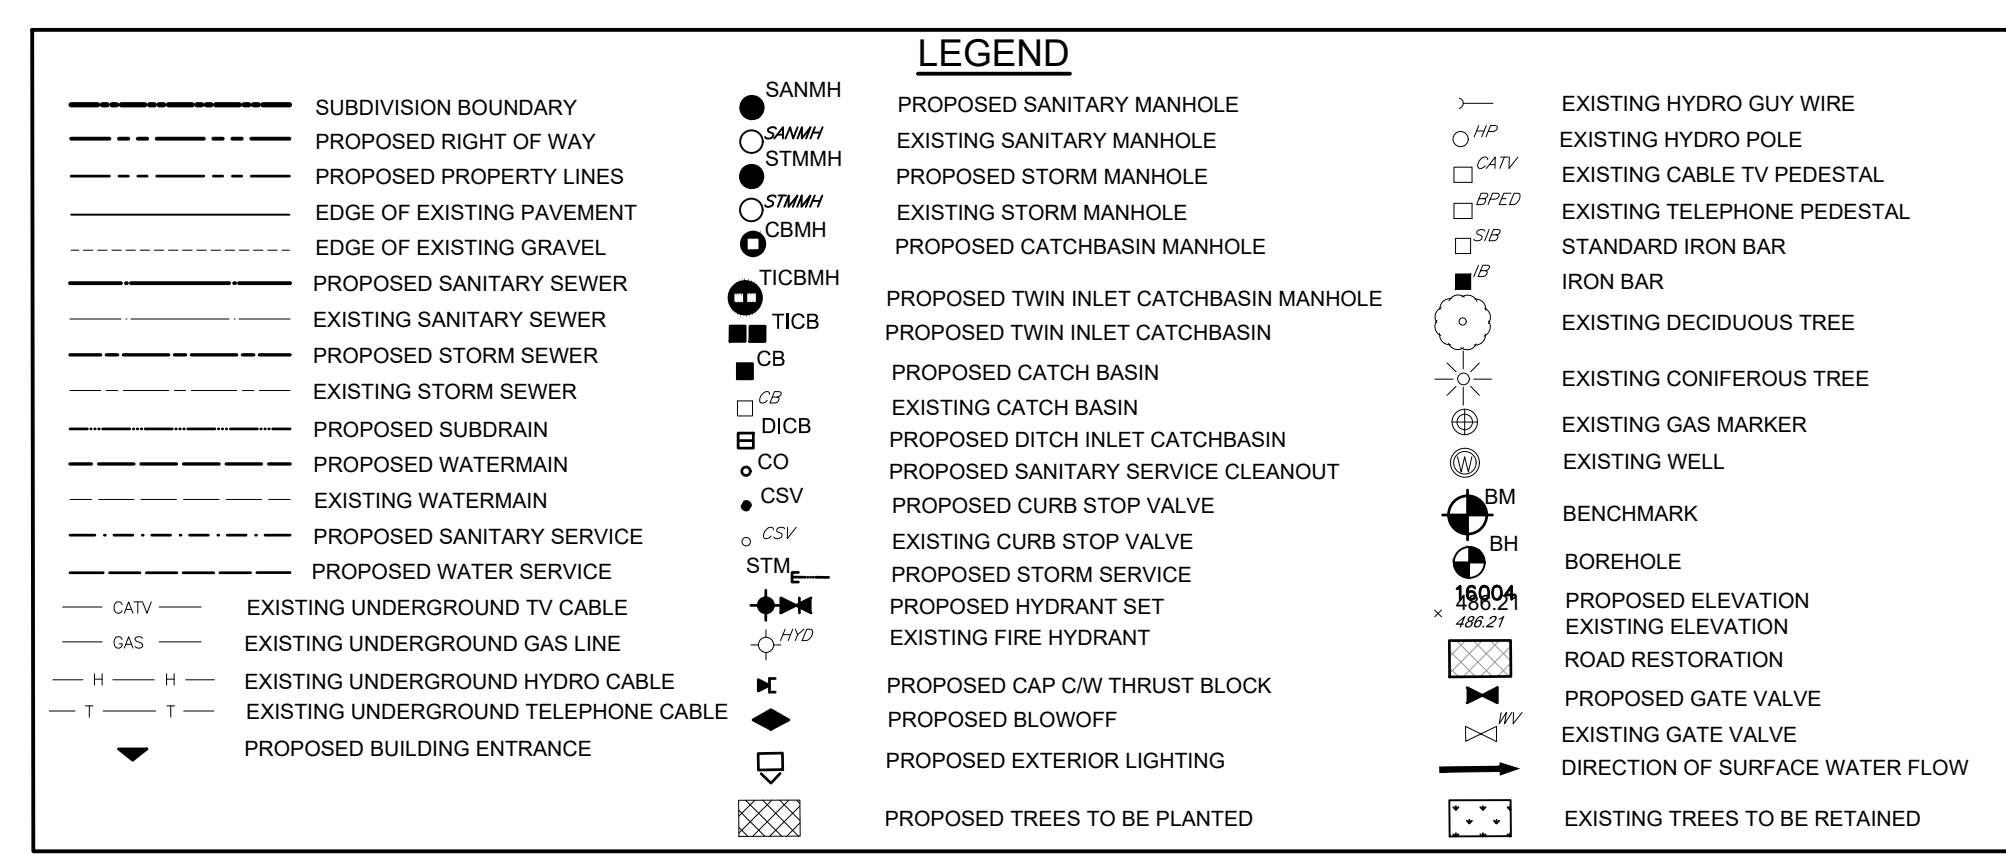 LEGEND
SUBDIVISION BOUNDARY
PROPOSED RIGHT OF WAY
PROPOSED PROPERTY LINES
EDGE OF EXISTING PAVEMENT
EDGE OF EXISTING GRAVEL
PROPOSED SANITARY SEWER
EXISTING SANITARY SEWER
PROPOSED STORM SEWER
EXISTING STORM SEWER
PROPOSED SUBDRAIN
PROPOSED WATERMAIN
EXISTING WATERMAIN
PROPOSED SANITARY SERVICE
PROPOSED WATER SERVICE
CATV EXISTING UNDERGROUND TV CABLE
GAS EXISTING UNDERGROUND GAS LINE
H H EXISTING UNDERGROUND HYDRO CABLE
T T EXISTING UNDERGROUND TELEPHONE CABLE
PROPOSED BUILDING ENTRANCE
SANMH PROPOSED SANITARY MANHOLE
SANMH EXISTING SANITARY MANHOLE
STMMH PROPOSED STORM MANHOLE
STMMH EXISTING STORM MANHOLE
CBMH PROPOSED CATCHBASIN MANHOLE
TICBMH PROPOSED TWIN INLET CATCHBASIN MANHOLE
TICB PROPOSED TWIN INLET CATCHBASIN
CB PROPOSED CATCH BASIN
CB EXISTING CATCH BASIN
DICB PROPOSED DITCH INLET CATCHBASIN
CO PROPOSED SANITARY SERVICE CLEANOUT
CSV PROPOSED CURB STOP VALVE
CSV EXISTING CURB STOP VALVE
STM PROPOSED STORM SERVICE
PROPOSED HYDRANT SET
HYD EXISTING FIRE HYDRANT
PROPOSED CAP C/W THRUST BLOCK
PROPOSED BLOWOFF
PROPOSED EXTERIOR LIGHTING
PROPOSED TREES TO BE PLANTED
EXISTING HYDRO GUY WIRE
HP EXISTING HYDRO POLE
CATV EXISTING CABLE TV PEDESTAL
BPED EXISTING TELEPHONE PEDESTAL
SIB STANDARD IRON BAR
IB IRON BAR
EXISTING DECIDUOUS TREE
EXISTING CONIFEROUS TREE
EXISTING GAS MARKER
W EXISTING WELL
BM BENCHMARK
BH BOREHOLE
16004
486.21 PROPOSED ELEVATION
486.21 EXISTING ELEVATION
ROAD RESTORATION
PROPOSED GATE VALVE
WV EXISTING GATE VALVE
DIRECTION OF SURFACE WATER FLOW
EXISTING TREES TO BE RETAINED